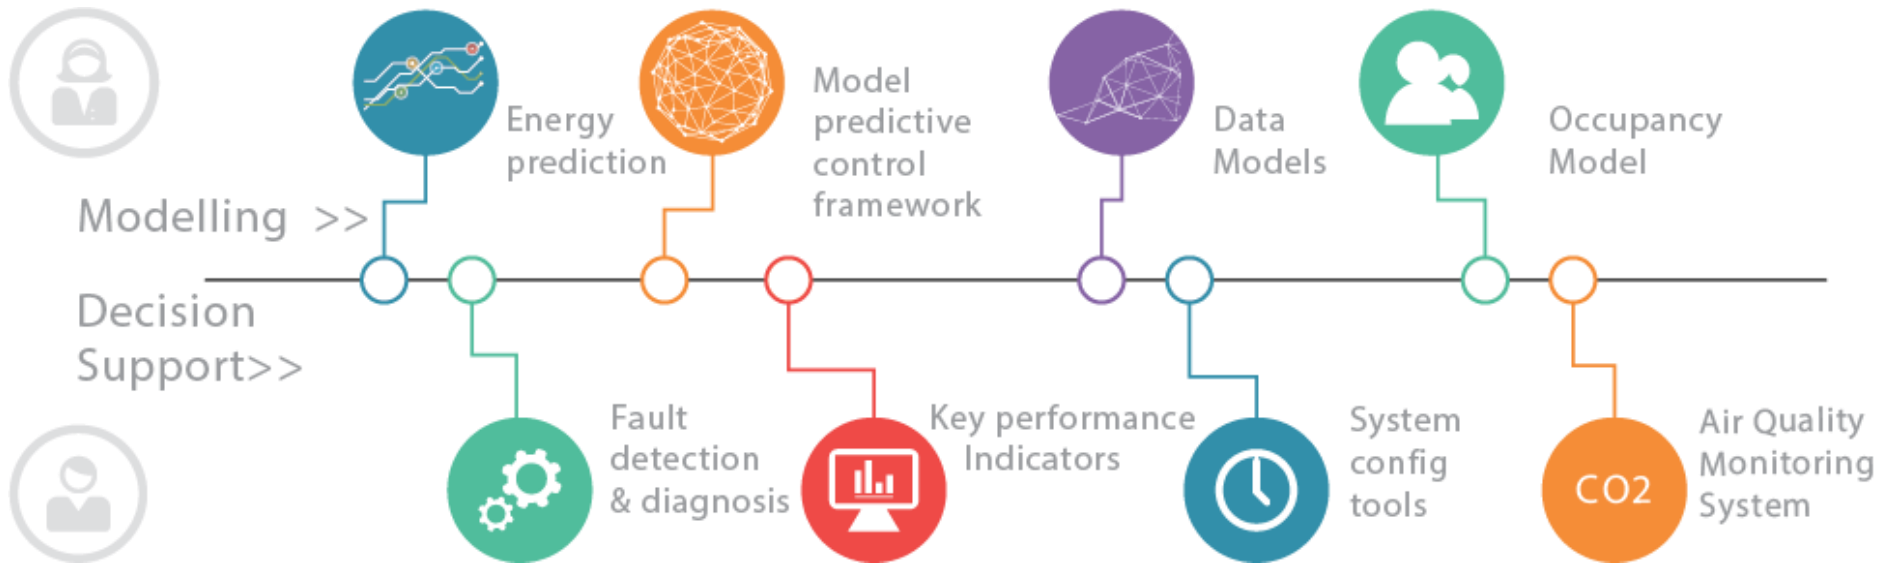 Energy
prediction
Model
predictive
control
framework
Data
Models
Occupancy
Model
Modelling >>
Decision
Support>>
Fault
detection
& diagnosis
Key performance
Indicators
System
config
tools
CO2
Air Quality
Monitoring
System